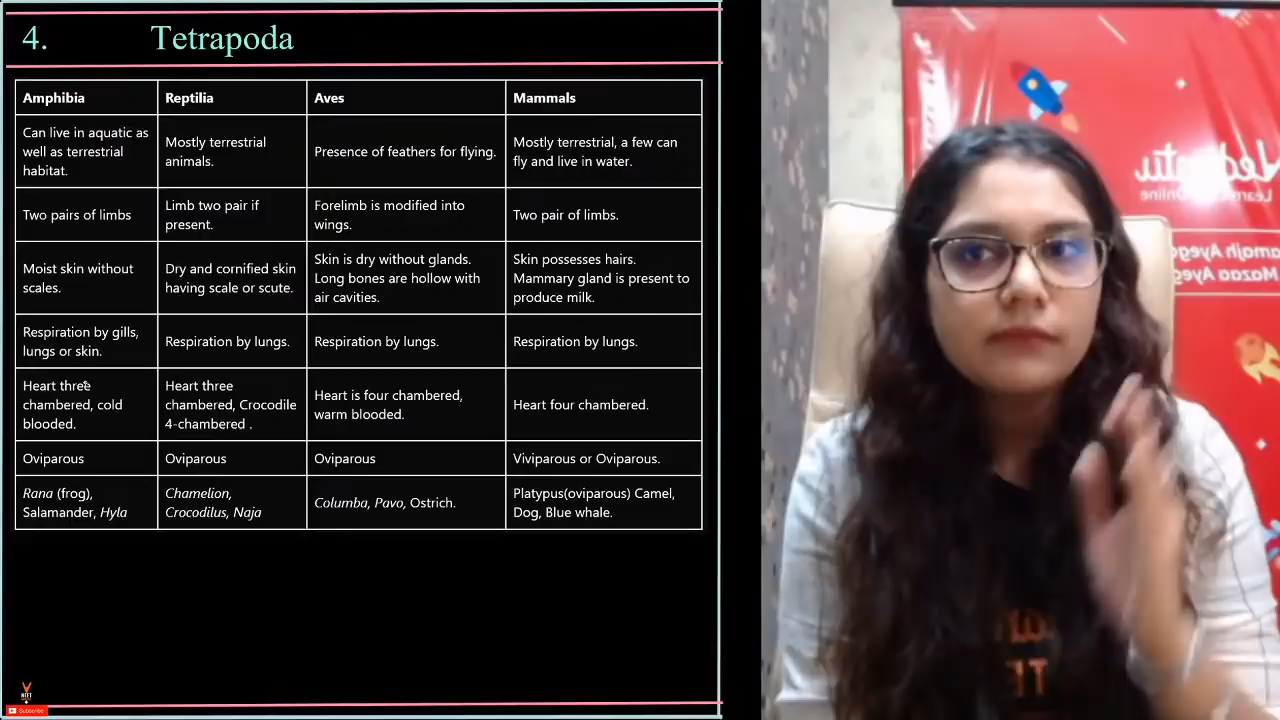 4. Tetrapoda
Amphibia
Reptilia
Aves
Mammals
Can live in aquatic as
well as terrestrial
habitat.
Mostly terrestrial
animals.
Presence of feathers for flying.
Mostly terrestrial, a few can
fly and live in water.
Two pairs of limbs
Limb two pair if
present.
Forelimb is modified into
wings.
Two pair of limbs.
Moist skin without
scales.
Dry and cornified skin
having scale or scute.
Skin is dry without glands.
Long bones are hollow with
air cavities.
Skin possesses hairs.
Mammary gland is present to
produce milk.
Respiration by gills,
lungs or skin.
Respiration by lungs.
Respiration by lungs.
Respiration by lungs.
Heart three
chambered, cold
blooded.
Heart three
chambered, Crocodile
4-chambered .
Heart is four chambered,
warm blooded.
Heart four chambered.
Oviparous
Oviparous
Oviparous
Viviparous or Oviparous.
Rana (frog),
Salamander, Hyla
Chamelion,
Crocodilus, Naja
Columba, Pavo, Ostrich.
Platypus(oviparous) Camel,
Dog, Blue whale.
NEET
Subscribe